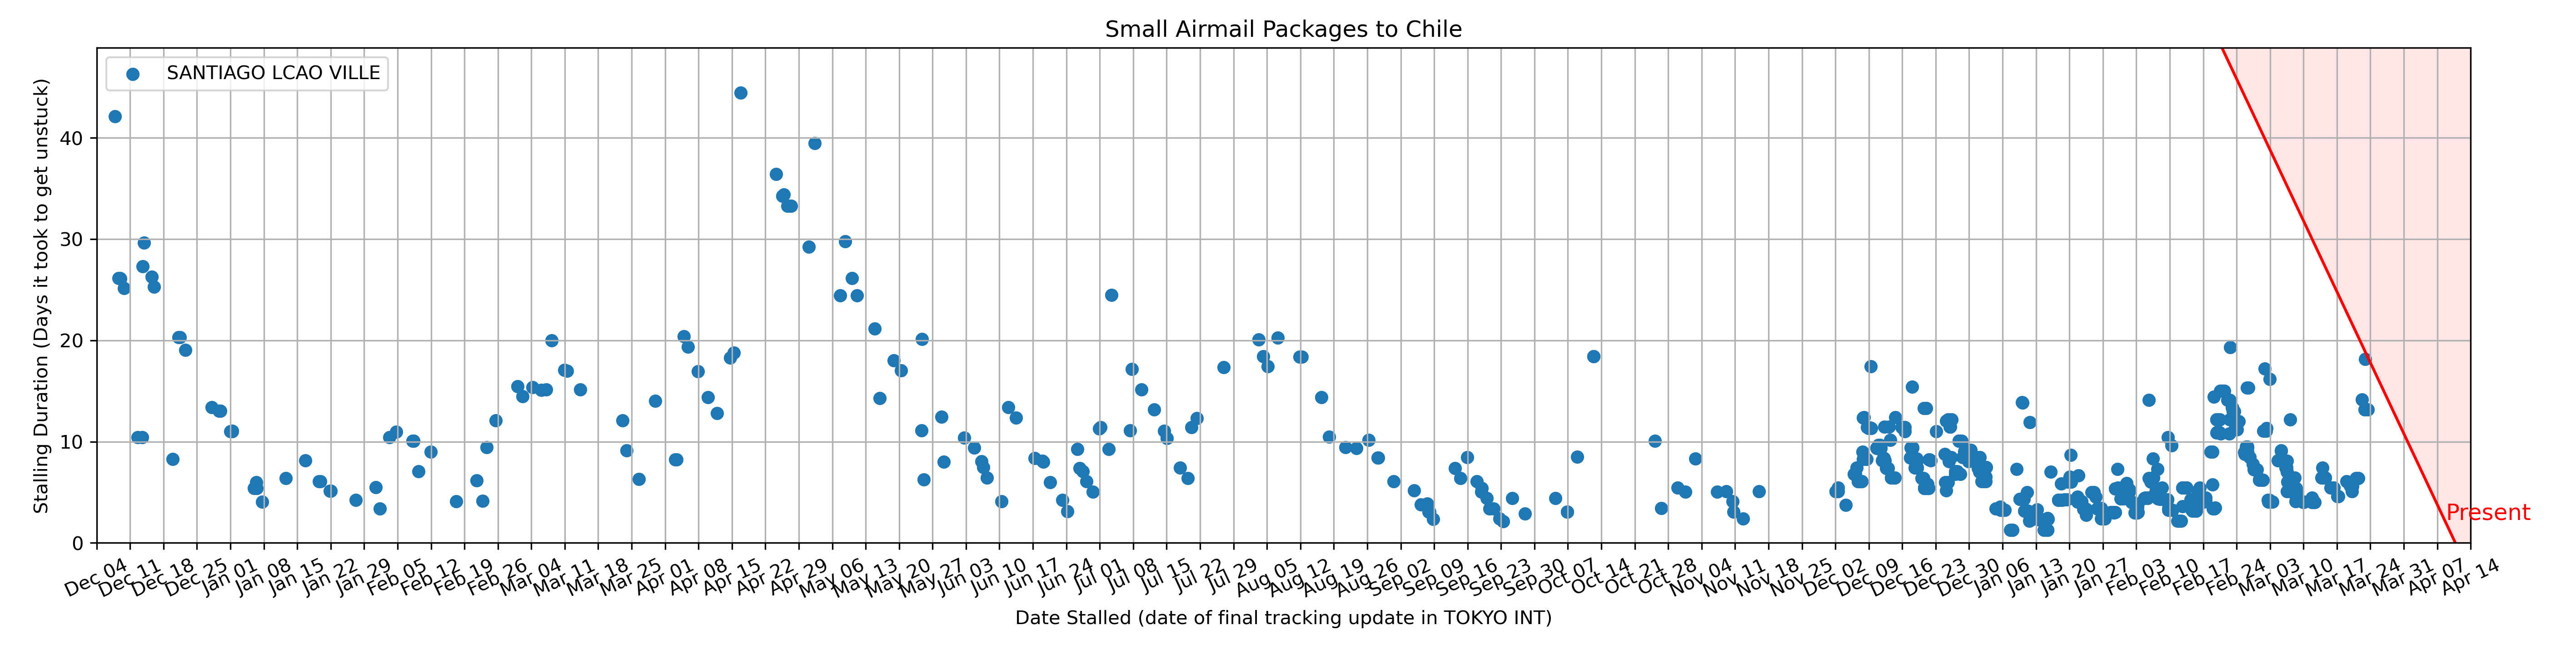 Small Airmail Packages to Chile
SANTIAGO LCAO VILLE
Stalling Duration (Days it took to get unstuck)
40
30
20
10
0
Present
Dec 04
Dec 11
Dec 18
Dec 25
Jan 01
Jan 08
Jan 15
Jan 22
Jan 29
Feb 05
Feb 12
Feb 19
Feb 26
Mar 04
Mar 11
Mar 18
Mar 25
Apr 01
Apr 08
Apr 15
Apr 22
Apr 29
May 06
May 13
May 20
May 27
Jun 03
Jun 10
Jun 17
Jun 24
Jul 01
Jul 08
Jul 15
Jul 22
Jul 29
Aug 05
Aug 12
Aug 19
Aug 26
Sep 02
Sep 09
Sep 16
Sep 23
Sep 30
Oct 07
Oct 14
Oct 21
Oct 28
Nov 04
Nov 11
Nov 18
Nov 25
Dec 02
Dec 09
Dec 16
Dec 23
Dec 30
Jan 06
Jan 13
Jan 20
Jan 27
Feb 03
Feb 10
Feb 17
Feb 24
Mar 03
Mar 10
Mar 17
Mar 24
Mar 31
Apr 07
Apr 14
Date Stalled (date of final tracking update in TOKYO INT)